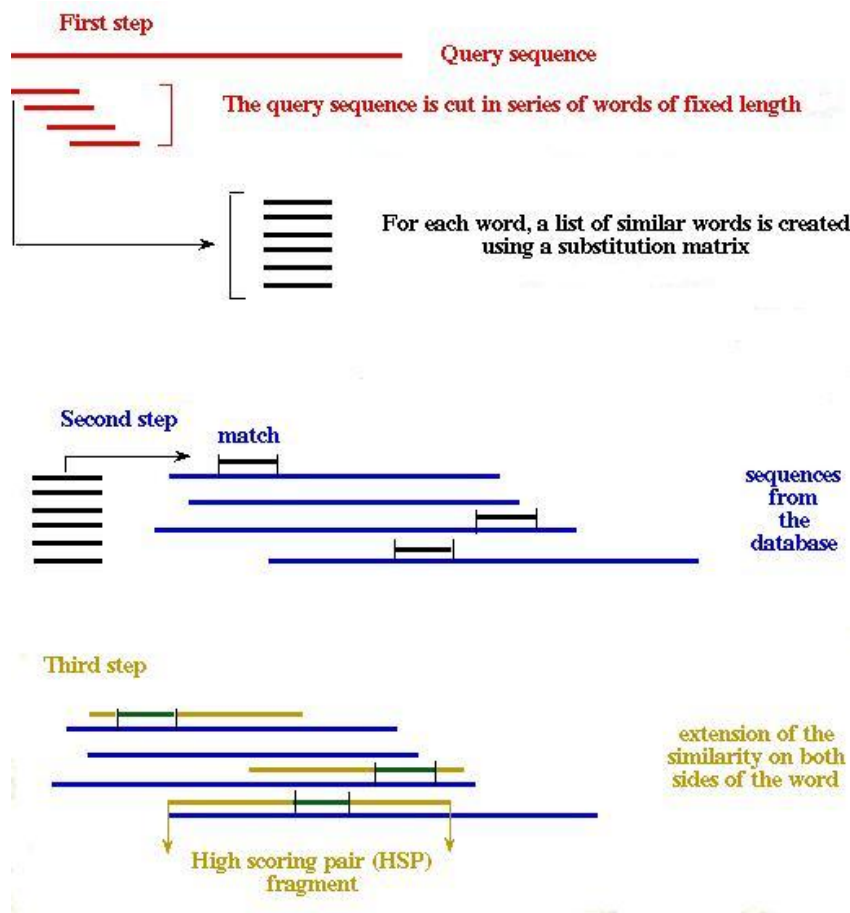 First step
Query sequence
The query sequence is cut in series of words of fixed length
For each word, a list of similar words is created
using a substitution matrix
Second step
match
sequences
from
the
database
Third step
extension of the
similarity on both
sides of the word
High scoring pair (HSP)
fragment